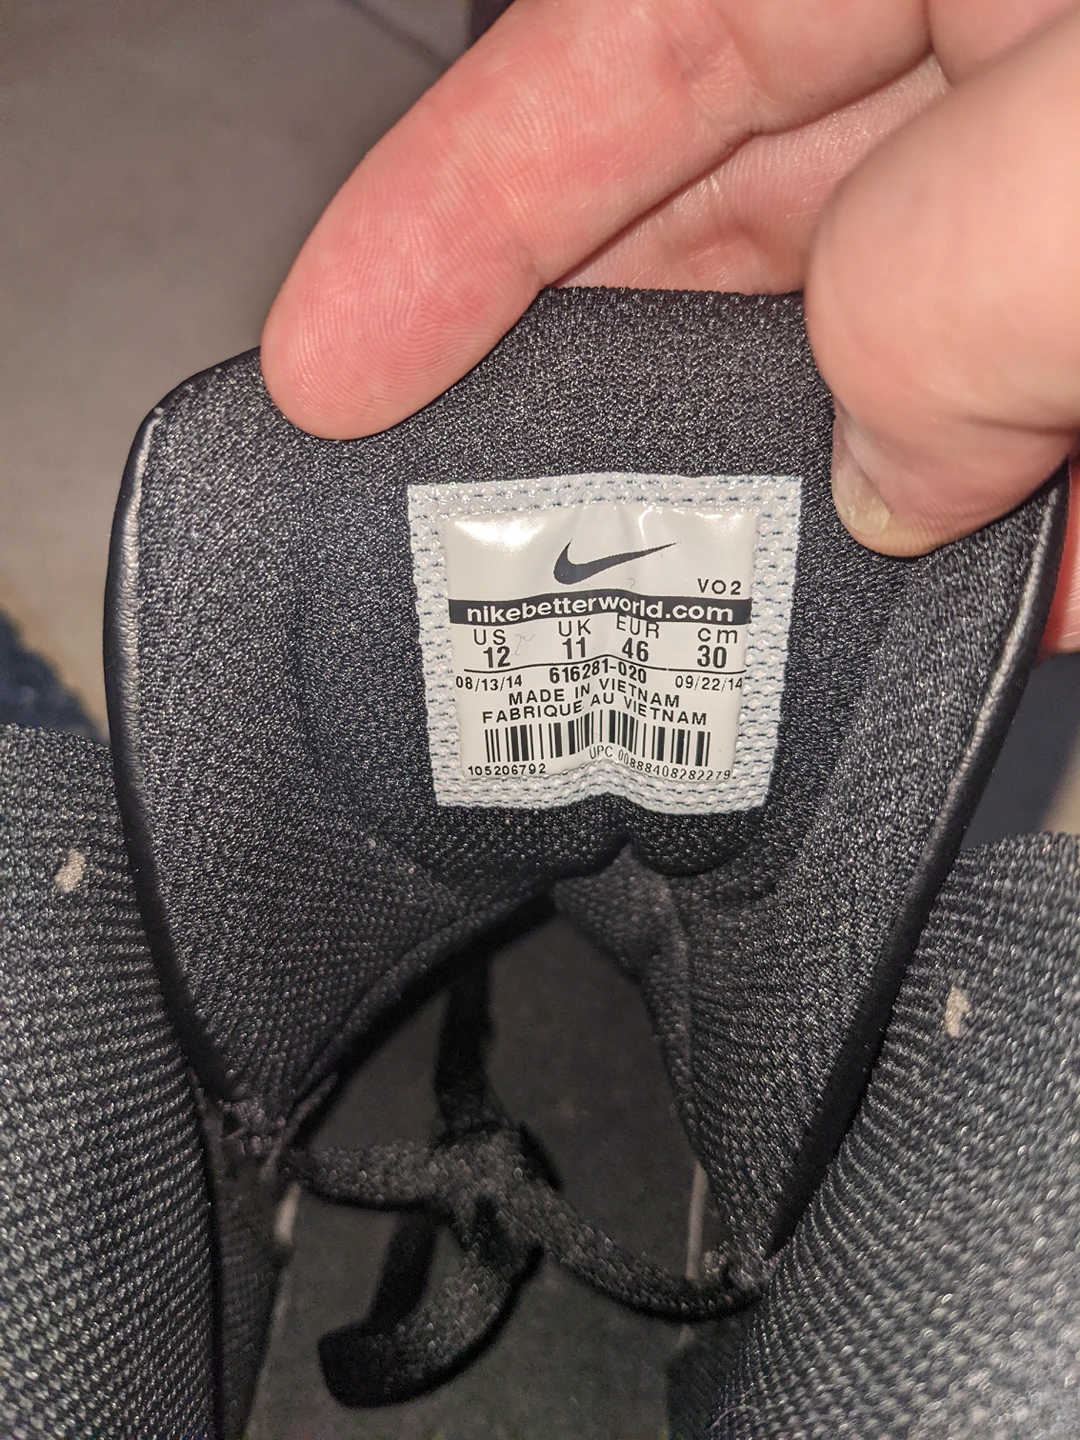 VO2
nikebetterworld.com
US UK EUR cm
12 11 46 30
616281-020
08/13/14 09/22/14
MADE IN VIETNAM
FABRIQUE AU VIETNAM
105206792 UPC 00888408282279